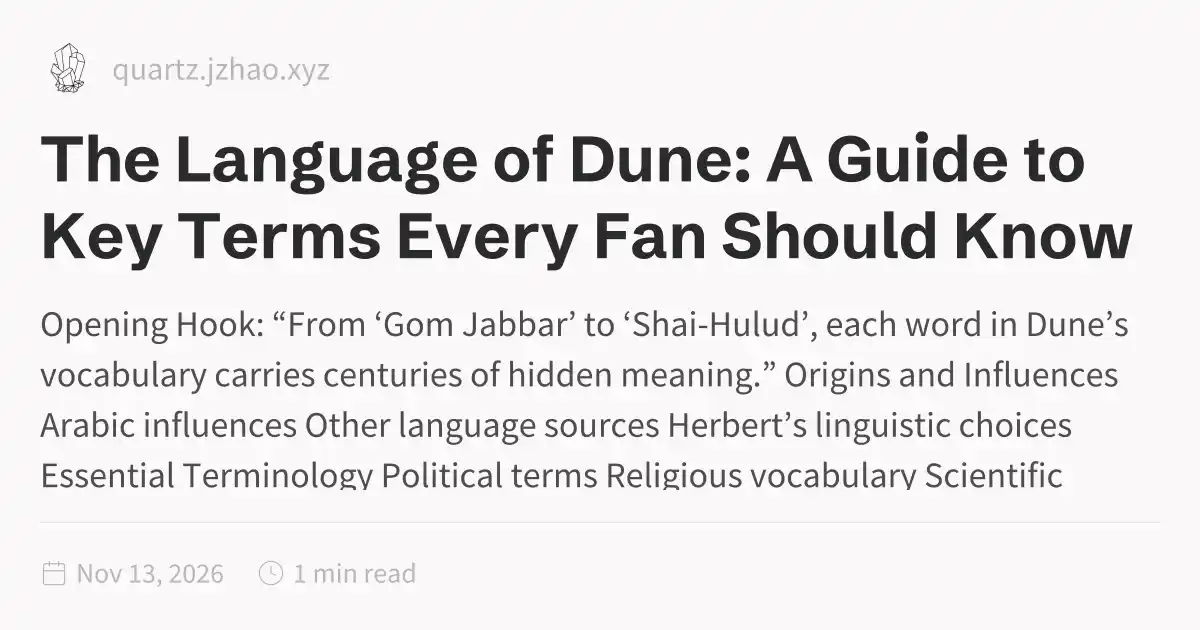 quartz.jzhao.xyz
The Language of Dune: A Guide to
Key Terms Every Fan Should Know
Opening Hook: “From ‘Gom Jabbar’ to ‘Shai-Hulud’, each word in Dune’s
vocabulary carries centuries of hidden meaning.” Origins and Influences
Arabic influences Other language sources Herbert’s linguistic choices
Essential Terminology Political terms Religious vocabulary Scientific
Nov 13, 2026 1 min read